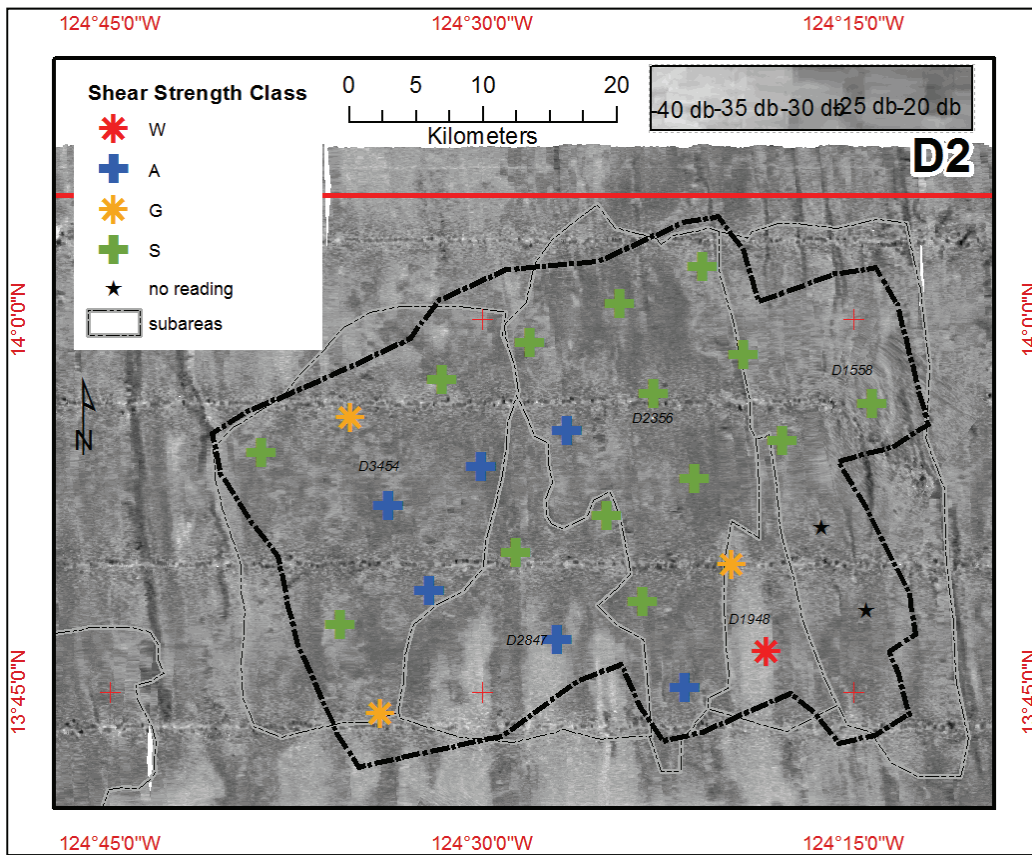 124°45'0"W 124°30'0"W 124°15'0"W
Shear Strength Class
W
A
G
S
no reading
subareas
0 5 10 20
Kilometers
-40 db -35 db -30 db -25 db -20 db
D2
14°0'0"N 14°0'0"N
N
D1558
D2356
D3454
D1948
D2847
13°45'0"N 13°45'0"N
124°45'0"W 124°30'0"W 124°15'0"W